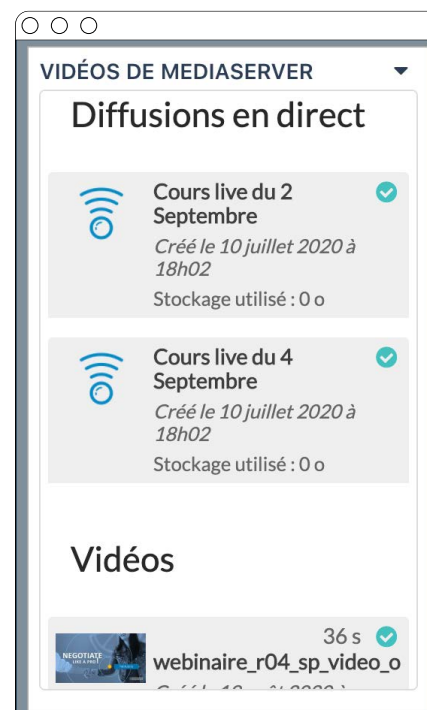 VIDÉOS DE MEDIASERVER
Diffusions en direct
Cours live du 2
Septembre
Créé le 10 juillet 2020 à
18h02
Stockage utilisé : 0 o
Cours live du 4
Septembre
Créé le 10 juillet 2020 à
18h02
Stockage utilisé : 0 o
Vidéos
36 s
NEGOTIATE
LIKE A PRO
webinaire_r04_sp_video_o